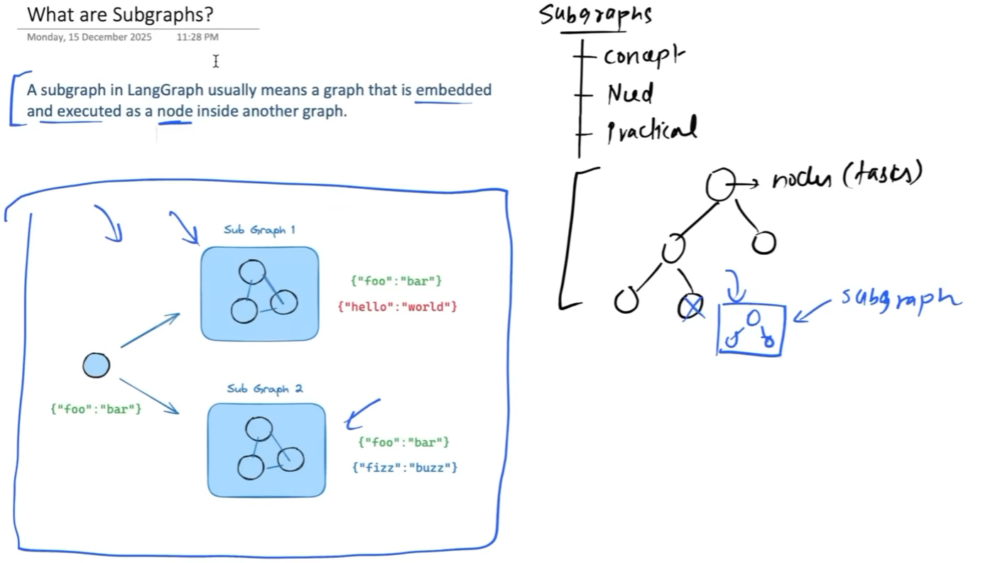 What are Subgraphs?
Monday, 15 December 2025 11:28 PM
A subgraph in LangGraph usually means a graph that is embedded
and executed as a node inside another graph.
Sub Graph 1
{"foo":"bar"}
{"hello":"world"}
{"foo":"bar"}
Sub Graph 2
{"foo":"bar"}
{"fizz":"buzz"}
Subgraphs
Concept
Need
Practical
nodes (tasks)
subgraph